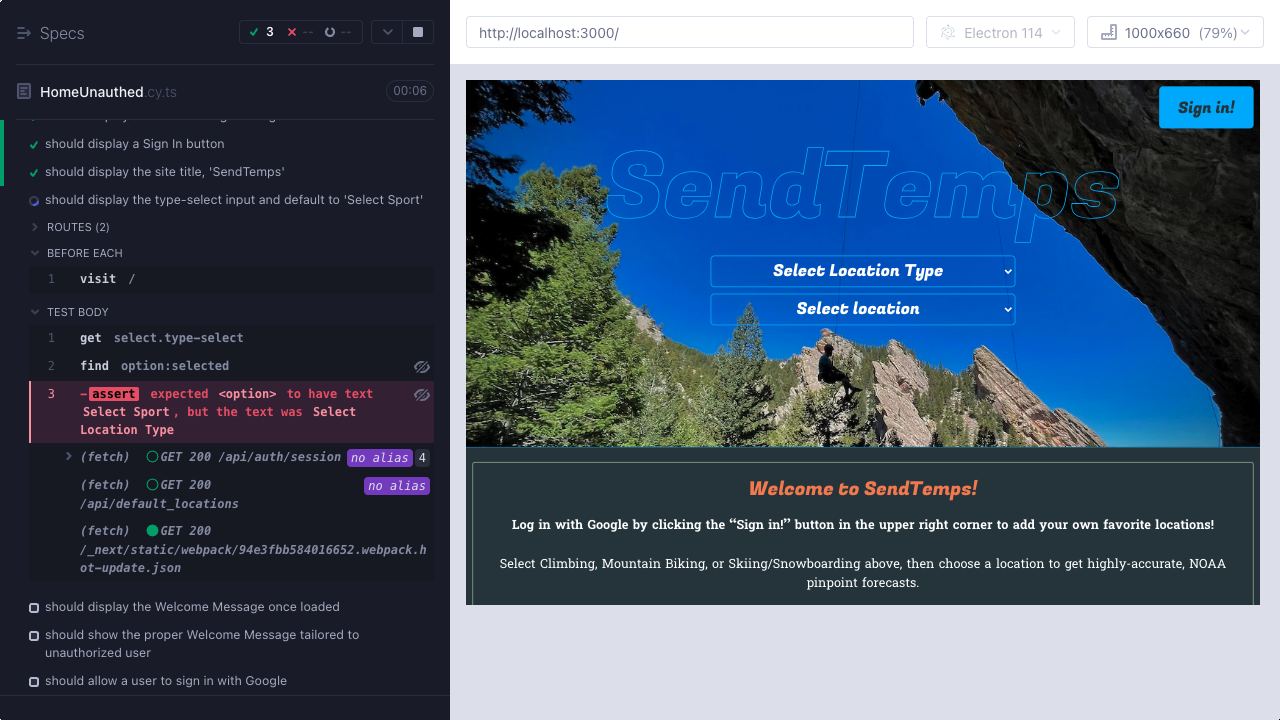 Specs
3
--
--
http://localhost:3000/
Electron 114
1000x660 (79%)
HomeUnauthed.cy.ts
00:06
should display a Sign In button
should display the site title, 'SendTemps'
should display the type-select input and default to 'Select Sport'
ROUTES (2)
BEFORE EACH
1 visit /
TEST BODY
1 get select.type-select
2 find option:selected
3 -assert expected <option> to have text
Select Sport, but the text was Select
Location Type
(fetch) GET 200 /api/auth/session no alias 4
(fetch) GET 200 no alias
/api/default_locations
(fetch) GET 200
/_next/static/webpack/94e3fbb584016652.webpack.h
ot-update.json
should display the Welcome Message once loaded
should show the proper Welcome Message tailored to
unauthorized user
should allow a user to sign in with Google
Sign in!
SendTemps
Select Location Type
Select location
Welcome to SendTemps!
Log in with Google by clicking the “Sign in!” button in the upper right corner to add your own favorite locations!
Select Climbing, Mountain Biking, or Skiing/Snowboarding above, then choose a location to get highly-accurate, NOAA
pinpoint forecasts.